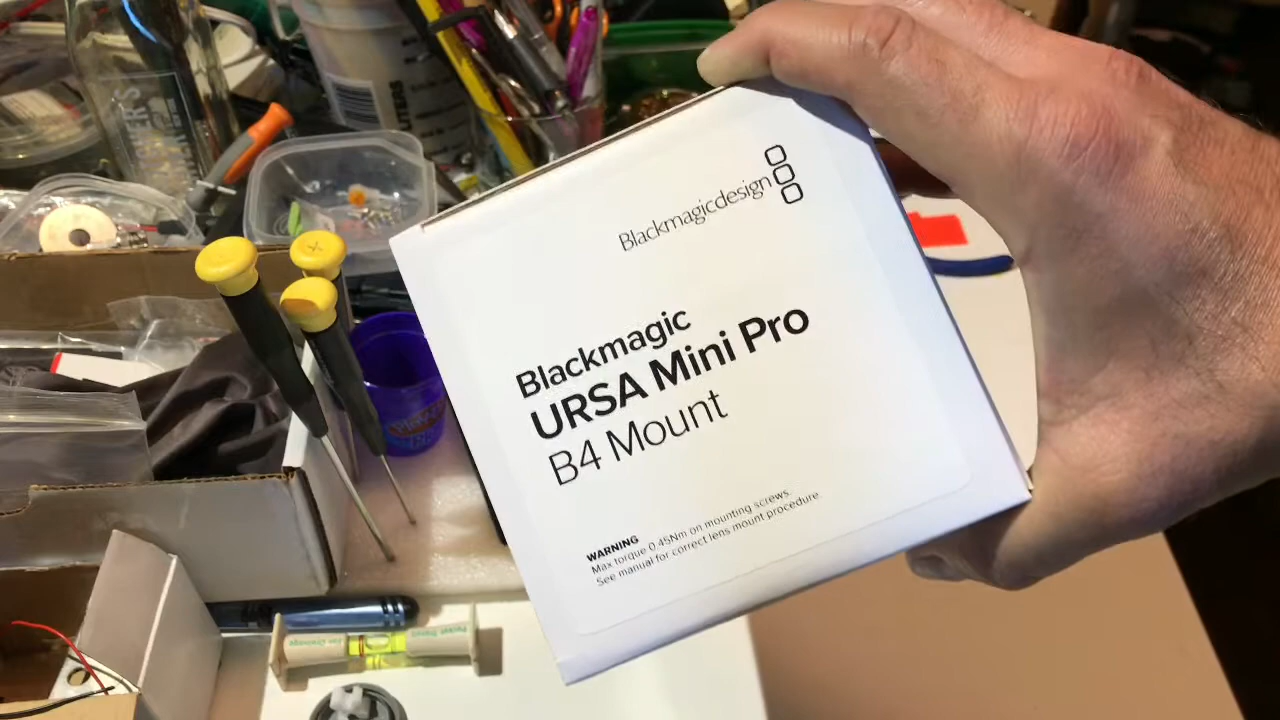 Blackmagicdesign
Blackmagic
URSA Mini Pro
B4 Mount
WARNING
Max torque 0.45Nm on mounting screws.
See manual for correct lens mount procedure.
LITERS